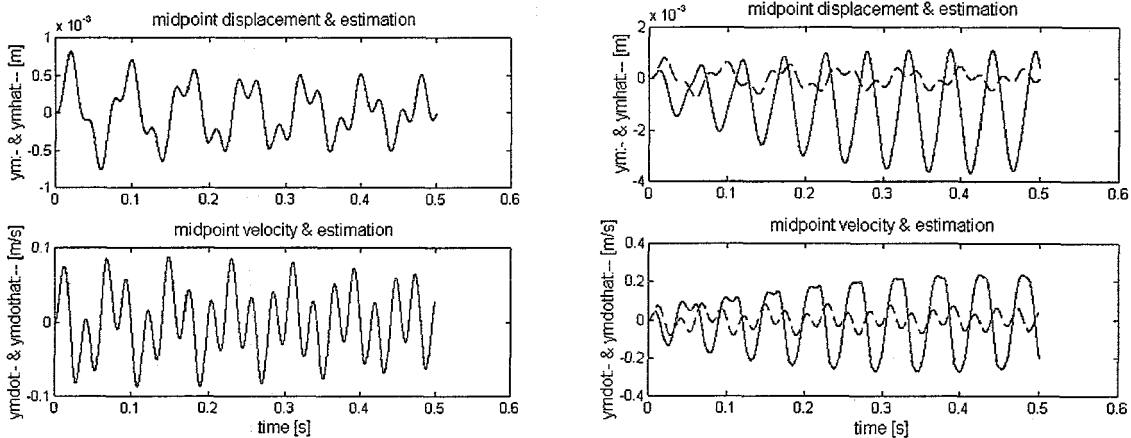 midpoint displacement & estimation
x 10⁻³
ym:- & ymhat:-- [m]
1
0.5
0
-0.5
-1
0 0.1 0.2 0.3 0.4 0.5 0.6
midpoint velocity & estimation
ymdot:- & ymdothat:-- [m/s]
0.1
0
-0.1
0 0.1 0.2 0.3 0.4 0.5 0.6
time [s]
midpoint displacement & estimation
x 10⁻³
ym:- & ymhat:-- [m]
2
0
-2
-4
0 0.1 0.2 0.3 0.4 0.5 0.6
midpoint velocity & estimation
ymdot:- & ymdothat:-- [m/s]
0.4
0.2
0
-0.2
-0.4
0 0.1 0.2 0.3 0.4 0.5 0.6
time [s]